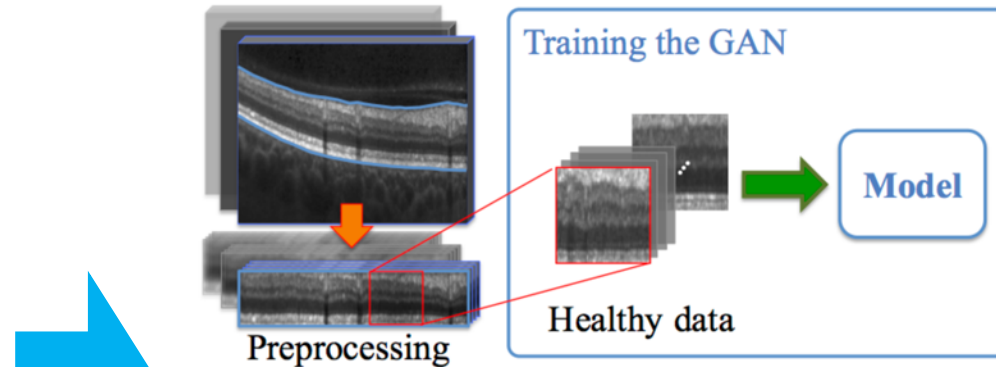 Training the GAN
Model
Healthy data
Preprocessing